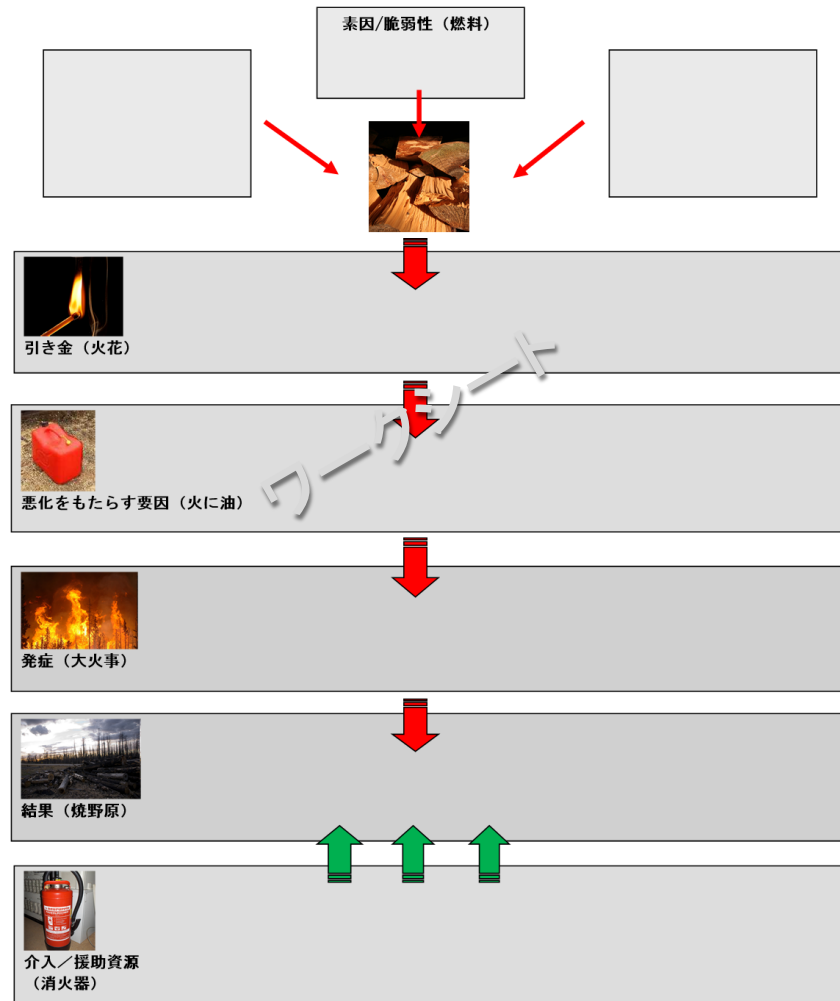 素因/脆弱性（燃料）
引き金（火花）
ワークシート
悪化をもたらす要因（火に油）
発症（大火事）
結果（焼野原）
介入／援助資源
（消火器）